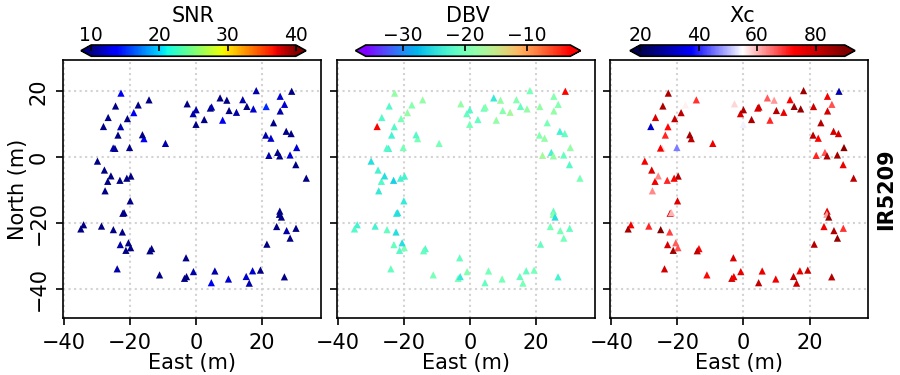 SNR DBV Xc
10 20 30 40 −30 −20 −10 20 40 60 80
20
0
−20
−40
North (m)
−40 −20 0 20 −40 −20 0 20 −40 −20 0 20
East (m) East (m) East (m)
IR5209